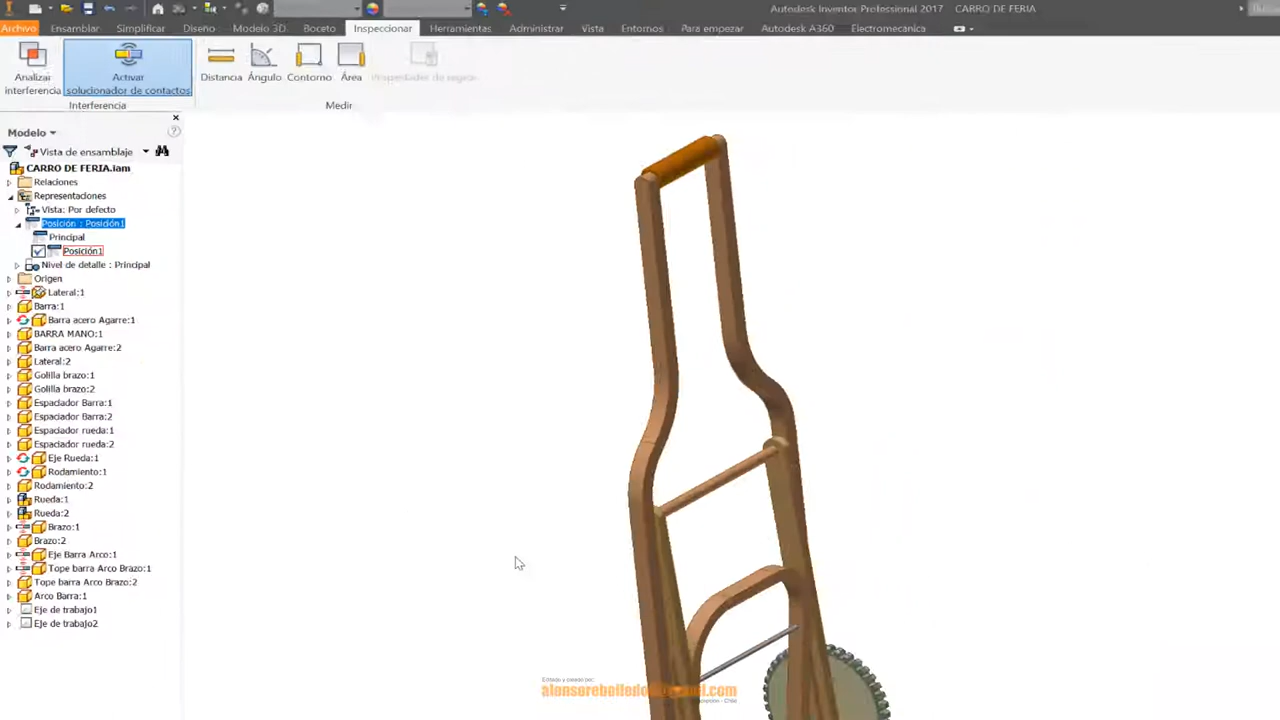 Autodesk Inventor Professional 2017 CARRO DE FERIA
Archivo Ensamblar Simplificar Diseño Modelo 3D Boceto Inspeccionar Herramientas Administrar Vista Entornos Para empezar Autodesk A360 Electromecanica
Analizar interferencia
Activar solucionador de contactos
Distancia Ángulo Contorno Área
Interferencia Medir
Modelo
Vista de ensamblaje
CARRO DE FERIA.iam
Relaciones
Representaciones
Vista: Por defecto
Posición : Posición1
Principal
Posición1
Nivel de detalle : Principal
Origen
Lateral:1
Barra:1
Barra acero Agarre:1
BARRA MANO:1
Barra acero Agarre:2
Lateral:2
Golilla brazo:1
Golilla brazo:2
Espaciador Barra:1
Espaciador Barra:2
Espaciador rueda:1
Espaciador rueda:2
Eje Rueda:1
Rodamiento:1
Rodamiento:2
Rueda:1
Rueda:2
Brazo:1
Brazo:2
Eje Barra Arco:1
Tope barra Arco Brazo:1
Tope barra Arco Brazo:2
Arco Barra:1
Eje de trabajo1
Eje de trabajo2